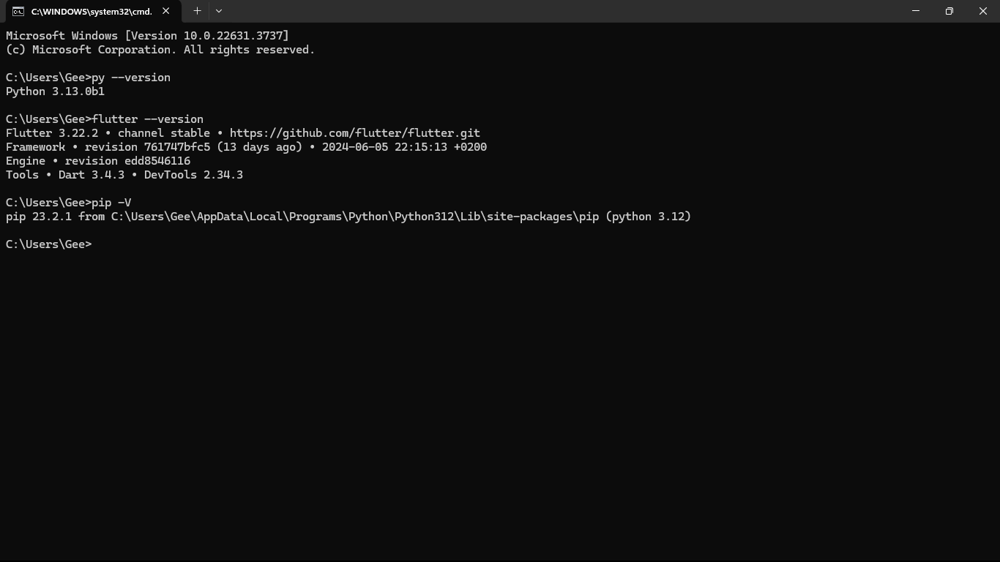 C:\WINDOWS\system32\cmd.
Microsoft Windows [Version 10.0.22631.3737]
(c) Microsoft Corporation. All rights reserved.
C:\Users\Gee>py --version
Python 3.13.0b1
C:\Users\Gee>flutter --version
Flutter 3.22.2 • channel stable • https://github.com/flutter/flutter.git
Framework • revision 761747bfc5 (13 days ago) • 2024-06-05 22:15:13 +0200
Engine • revision edd8546116
Tools • Dart 3.4.3 • DevTools 2.34.3
C:\Users\Gee>pip -V
pip 23.2.1 from C:\Users\Gee\AppData\Local\Programs\Python\Python312\Lib\site-packages\pip (python 3.12)
C:\Users\Gee>